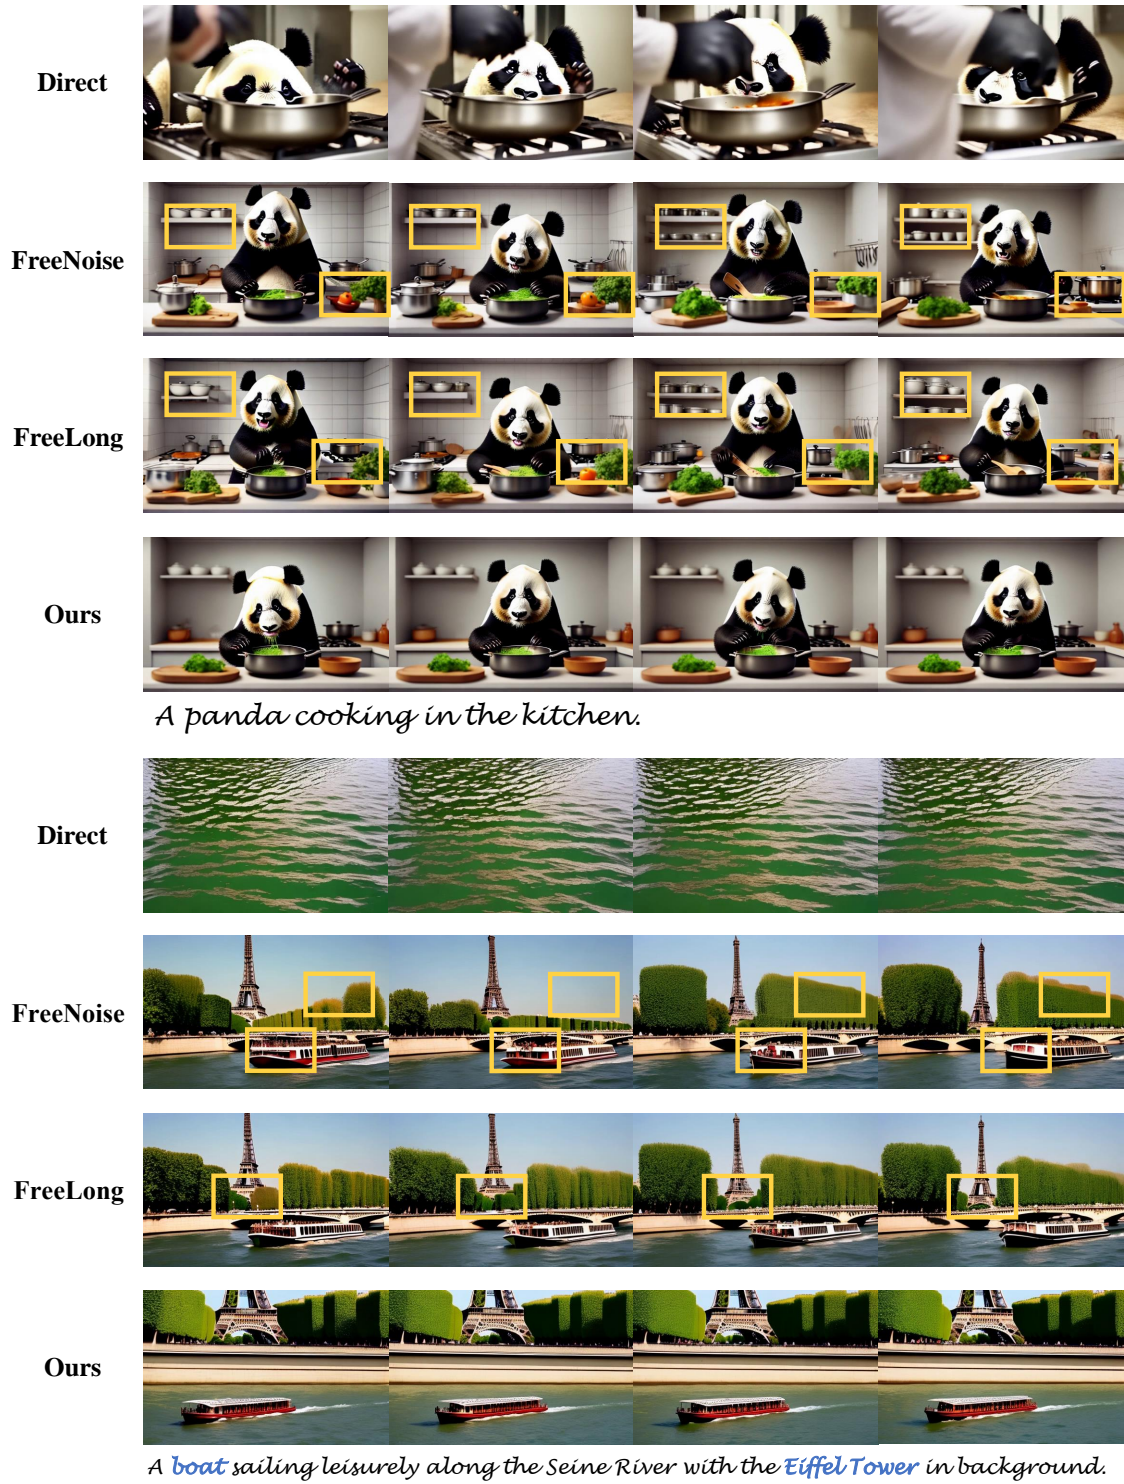 Direct
FreeNoise
FreeLong
Ours
A panda cooking in the kitchen.
Direct
FreeNoise
FreeLong
Ours
A boat sailing leisurely along the Seine River with the Eiffel Tower in background.